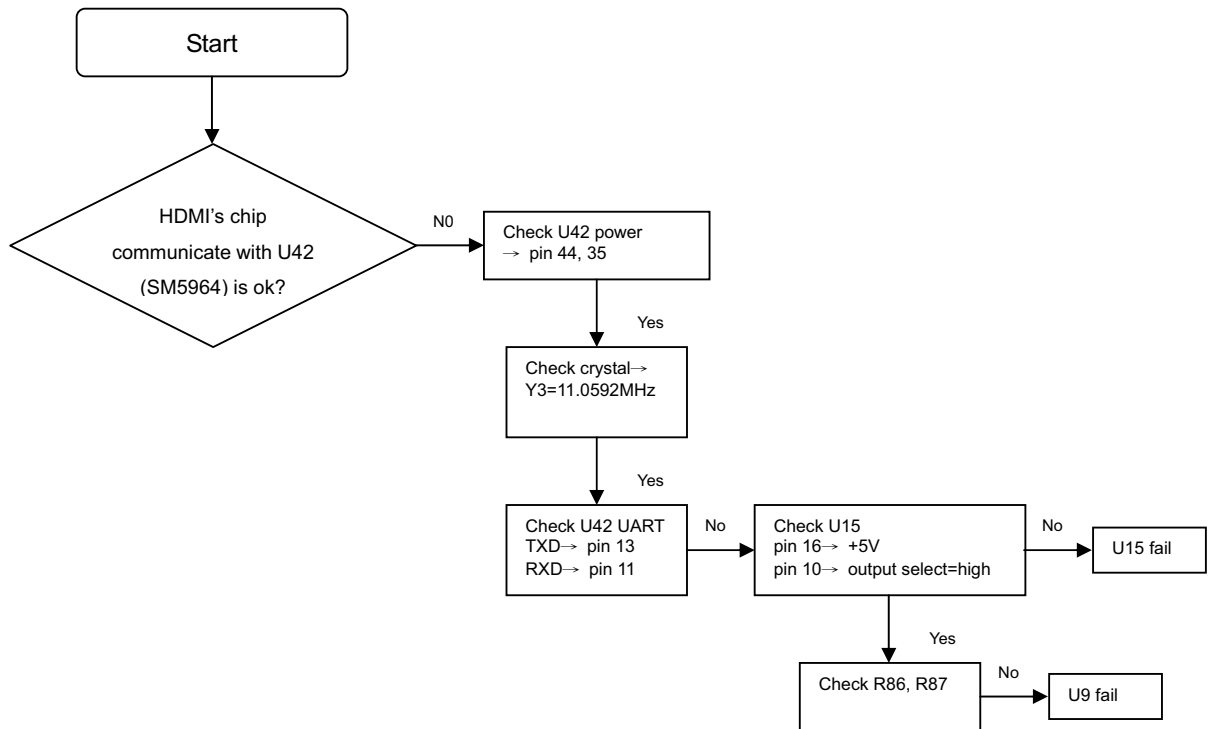 Start
HDMI's chip
communicate with U42
(SM5964) is ok?
N0
Check U42 power
→ pin 44, 35
Yes
Check crystal→
Y3=11.0592MHz
Yes
Check U42 UART
TXD→ pin 13
RXD→ pin 11
No
Check U15
pin 16→ +5V
pin 10→ output select=high
No
U15 fail
Yes
Check R86, R87
No
U9 fail